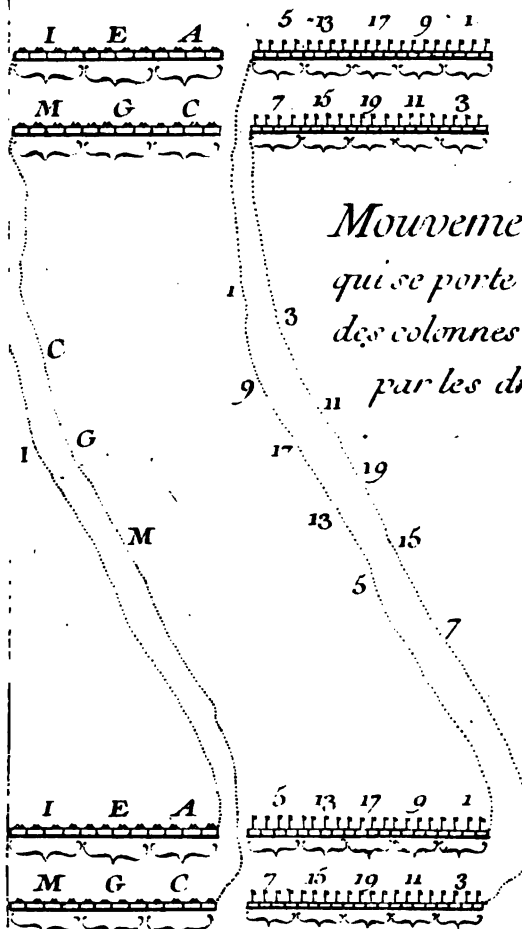 I E A 5 13 17 9 1
M G C 7 15 19 11 3
Mouveme
qui se porte
des colonnes
par les d
1
3
C
9
11
G
I
17
19
13
M
15
5
7
I E A 5 13 17 9 1
M G C 7 15 19 11 3